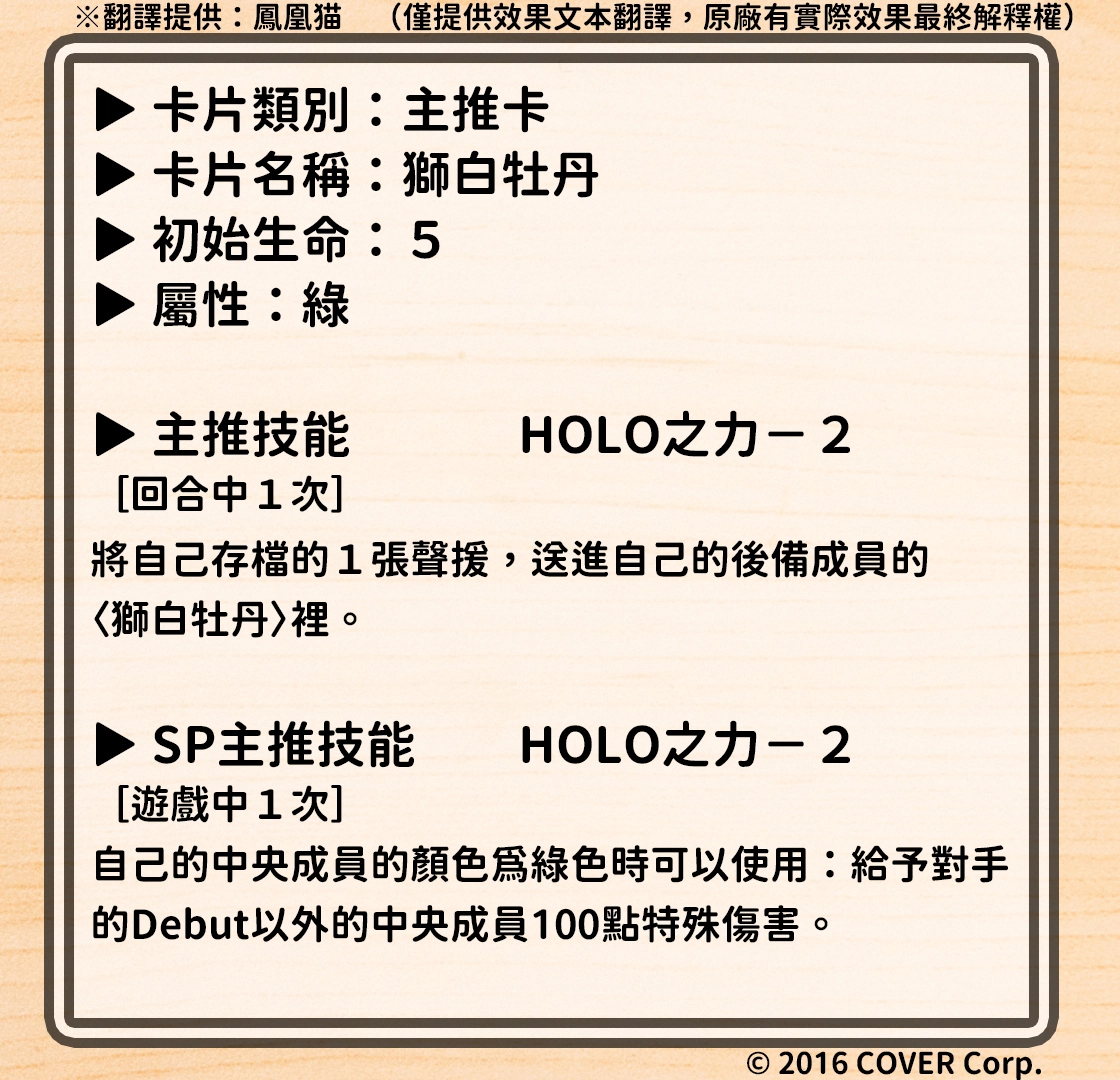 ※翻譯提供：鳳凰猫　（僅提供效果文本翻譯，原廠有實際效果最終解釋權）
▶ 卡片類別：主推卡
▶ 卡片名稱：獅白牡丹
▶ 初始生命：５
▶ 屬性：綠
▶ 主推技能　HOLO之力－２
［回合中１次］
將自己存檔的１張聲援，送進自己的後備成員的
〈獅白牡丹〉裡。
▶ SP主推技能　HOLO之力－２
［遊戲中１次］
自己的中央成員的顏色爲綠色時可以使用：給予對手
的Debut以外的中央成員100點特殊傷害。
© 2016 COVER Corp.